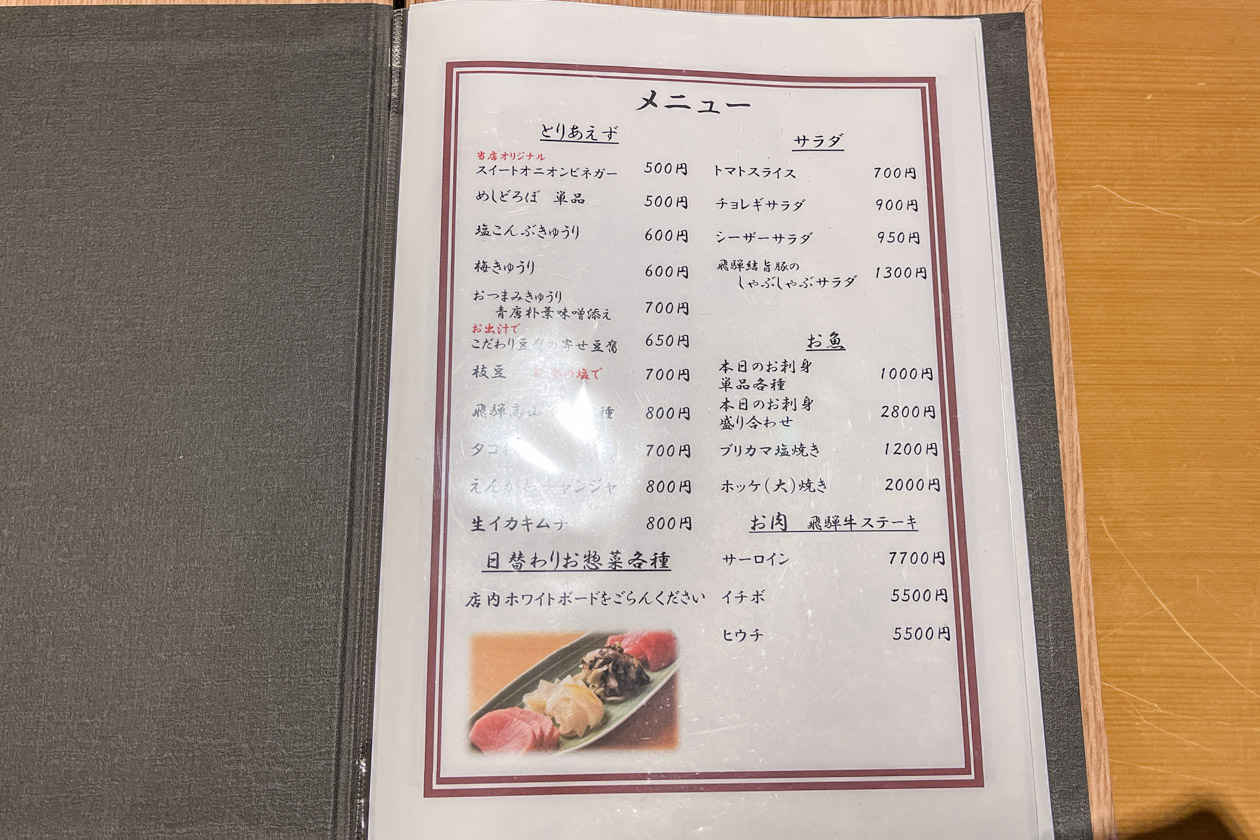 メニュー
とりあえず
当店オリジナル
スイートオニオンビネガー 500円
めしどろぼ 単品 500円
塩こんぶきゅうり 600円
梅きゅうり 600円
おつまみきゅうり
青唐朴葉味噌添え 700円
お出汁で
こだわり豆腐の寄せ豆腐 650円
枝豆 の塩で 700円
飛騨高山 種 800円
タコ 700円
えんがわチャンジャ 800円
生イカキムチ 800円
日替わりお惣菜各種
店内ホワイトボードをごらんください
サラダ
トマトスライス 700円
チョレギサラダ 900円
シーザーサラダ 950円
飛騨結旨豚の
しゃぶしゃぶサラダ 1300円
お魚
本日のお刺身
単品各種 1000円
本日のお刺身
盛り合わせ 2800円
ブリカマ塩焼き 1200円
ホッケ(大)焼き 2000円
お肉 飛騨牛ステーキ
サーロイン 7700円
イチボ 5500円
ヒウチ 5500円